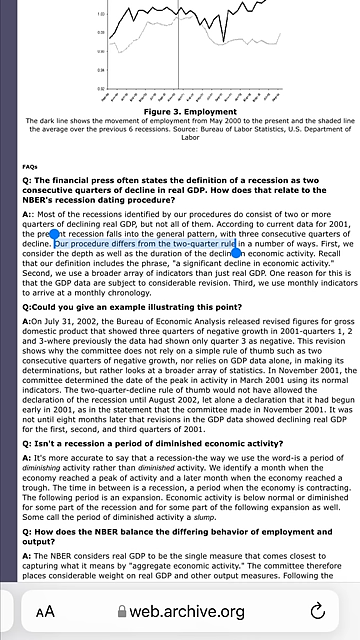 1.00
0.98
0.96
0.94
0.92
Figure 3. Employment
The dark line shows the movement of employment from May 2000 to the present and the shaded line
the average over the previous 6 recessions. Source: Bureau of Labor Statistics, U.S. Department of
Labor
FAQs
Q: The financial press often states the definition of a recession as two
consecutive quarters of decline in real GDP. How does that relate to the
NBER's recession dating procedure?
A:: Most of the recessions identified by our procedures do consist of two or more
quarters of declining real GDP, but not all of them. According to current data for 2001,
the present recession falls into the general pattern, with three consecutive quarters of
decline. Our procedure differs from the two-quarter rule in a number of ways. First, we
consider the depth as well as the duration of the decline in economic activity. Recall
that our definition includes the phrase, "a significant decline in economic activity."
Second, we use a broader array of indicators than just real GDP. One reason for this is
that the GDP data are subject to considerable revision. Third, we use monthly indicators
to arrive at a monthly chronology.
Q:Could you give an example illustrating this point?
A:On July 31, 2002, the Bureau of Economic Analysis released revised figures for gross
domestic product that showed three quarters of negative growth in 2001-quarters 1, 2
and 3-where previously the data had shown only quarter 3 as negative. This revision
shows why the committee does not rely on a simple rule of thumb such as two
consecutive quarters of negative growth, nor relies on GDP data alone, in making its
determinations, but rather looks at a broader array of statistics. In November 2001, the
committee determined the date of the peak in activity in March 2001 using its normal
indicators. The two-quarter-decline rule of thumb would not have allowed the
declaration of the recession until August 2002, let alone a declaration that it had begun
early in 2001, as in the statement that the committee made in November 2001. It was
not until eight months later that revisions in the GDP data showed declining real GDP
for the first, second, and third quarters of 2001.
Q: Isn't a recession a period of diminished economic activity?
A: It's more accurate to say that a recession-the way we use the word-is a period of
diminishing activity rather than diminished activity. We identify a month when the
economy reached a peak of activity and a later month when the economy reached a
trough. The time in between is a recession, a period when the economy is contracting.
The following period is an expansion. Economic activity is below normal or diminished
for some part of the recession and for some part of the following expansion as well.
Some call the period of diminished activity a slump.
Q: How does the NBER balance the differing behavior of employment and
output?
A: The NBER considers real GDP to be the single measure that comes closest to
capturing what it means by "aggregate economic activity." The committee therefore
places considerable weight on real GDP and other output measures. Following the
AA web.archive.org